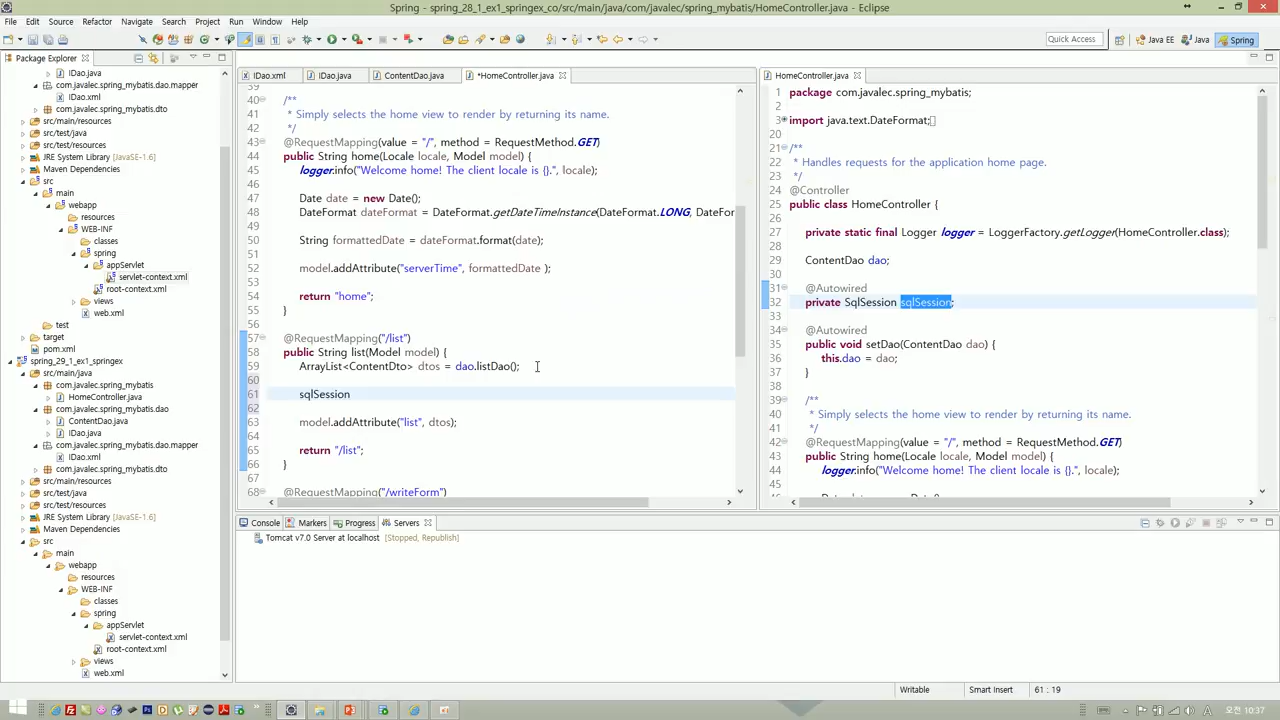 Spring - spring_28_1_ex1_springex_co/src/main/java/com/javalec/spring_mybatis/HomeController.java - Eclipse
File Edit Source Refactor Navigate Search Project Run Window Help
Quick Access
Java EE
Java
Spring
Package Explorer
IDao.java
com.javalec.spring_mybatis.dao.mapper
IDao.xml
com.javalec.spring_mybatis.dto
src/main/resources
src/test/java
src/test/resources
JRE System Library [JavaSE-1.6]
Maven Dependencies
src
main
webapp
resources
WEB-INF
classes
spring
appServlet
servlet-context.xml
root-context.xml
views
web.xml
test
target
pom.xml
spring_29_1_ex1_springex
src/main/java
com.javalec.spring_mybatis
HomeController.java
com.javalec.spring_mybatis.dao
ContentDao.java
IDao.java
com.javalec.spring_mybatis.dao.mapper
IDao.xml
com.javalec.spring_mybatis.dto
src/main/resources
src/test/java
src/test/resources
JRE System Library [JavaSE-1.6]
Maven Dependencies
src
main
webapp
resources
WEB-INF
classes
spring
appServlet
servlet-context.xml
root-context.xml
views
web.xml
IDao.xml
IDao.java
ContentDao.java
*HomeController.java
39
40 /**
41 * Simply selects the home view to render by returning its name.
42 */
43 @RequestMapping(value = "/", method = RequestMethod.GET)
44 public String home(Locale locale, Model model) {
45 logger.info("Welcome home! The client locale is {}.", locale);
46
47 Date date = new Date();
48 DateFormat dateFormat = DateFormat.getDateTimeInstance(DateFormat.LONG, DateFor
49
50 String formattedDate = dateFormat.format(date);
51
52 model.addAttribute("serverTime", formattedDate );
53
54 return "home";
55 }
56
57 @RequestMapping("/list")
58 public String list(Model model) {
59 ArrayList<ContentDto> dtos = dao.listDao();
60
61 sqlSession
62
63 model.addAttribute("list", dtos);
64
65 return "/list";
66 }
67
68 @RequestMapping("/writeForm")
HomeController.java
1 package com.javalec.spring_mybatis;
2
3 import java.text.DateFormat;
20
21 /**
22 * Handles requests for the application home page.
23 */
24 @Controller
25 public class HomeController {
26
27 private static final Logger logger = LoggerFactory.getLogger(HomeController.class);
28
29 ContentDao dao;
30
31 @Autowired
32 private SqlSession sqlSession;
33
34 @Autowired
35 public void setDao(ContentDao dao) {
36 this.dao = dao;
37 }
38
39 /**
40 * Simply selects the home view to render by returning its name.
41 */
42 @RequestMapping(value = "/", method = RequestMethod.GET)
43 public String home(Locale locale, Model model) {
44 logger.info("Welcome home! The client locale is {}.", locale);
45
Console
Markers
Progress
Servers
Tomcat v7.0 Server at localhost [Stopped, Republish]
Writable
Smart Insert
61 : 19
오전 10:37